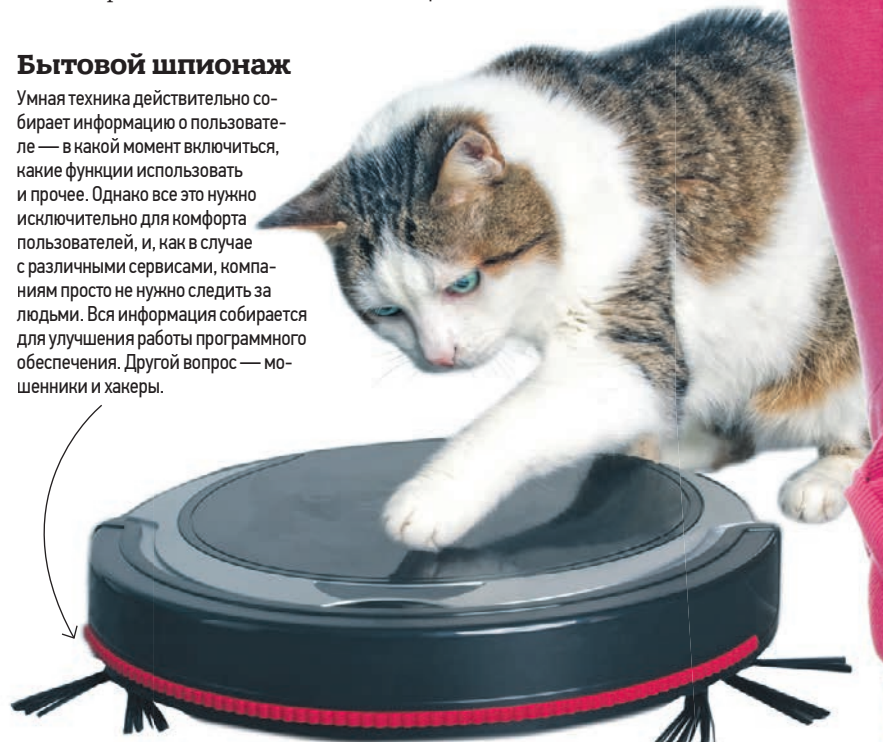 Бытовой шпионаж
Умная техника действительно со-
бирает информацию о пользовате-
ле — в какой момент включиться,
какие функции использовать
и прочее. Однако все это нужно
исключительно для комфорта
пользователей, и, как в случае
с различными сервисами, компа-
ниям просто не нужно следить за
людьми. Вся информация собирается
для улучшения работы программного
обеспечения. Другой вопрос — мо-
шенники и хакеры.